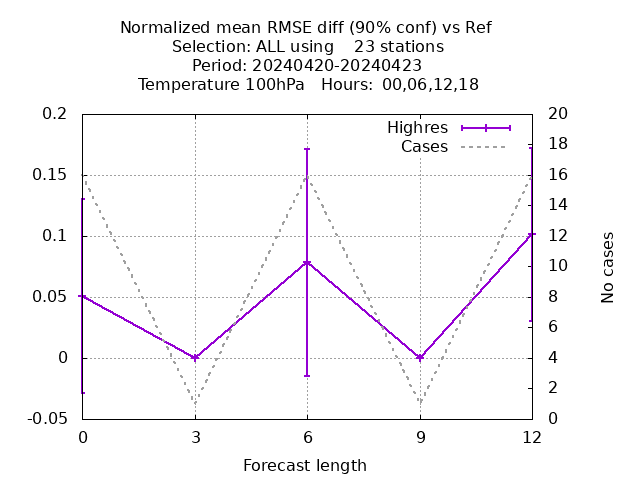 Normalized mean RMSE diff (90% conf) vs Ref
Selection: ALL using    23 stations
Period: 20240420-20240423
Temperature 100hPa   Hours: 00,06,12,18
Highres
Cases
0.2
0.15
0.1
0.05
0
-0.05
20
18
16
14
12
10
8
6
4
2
0
No cases
0 3 6 9 12
Forecast length